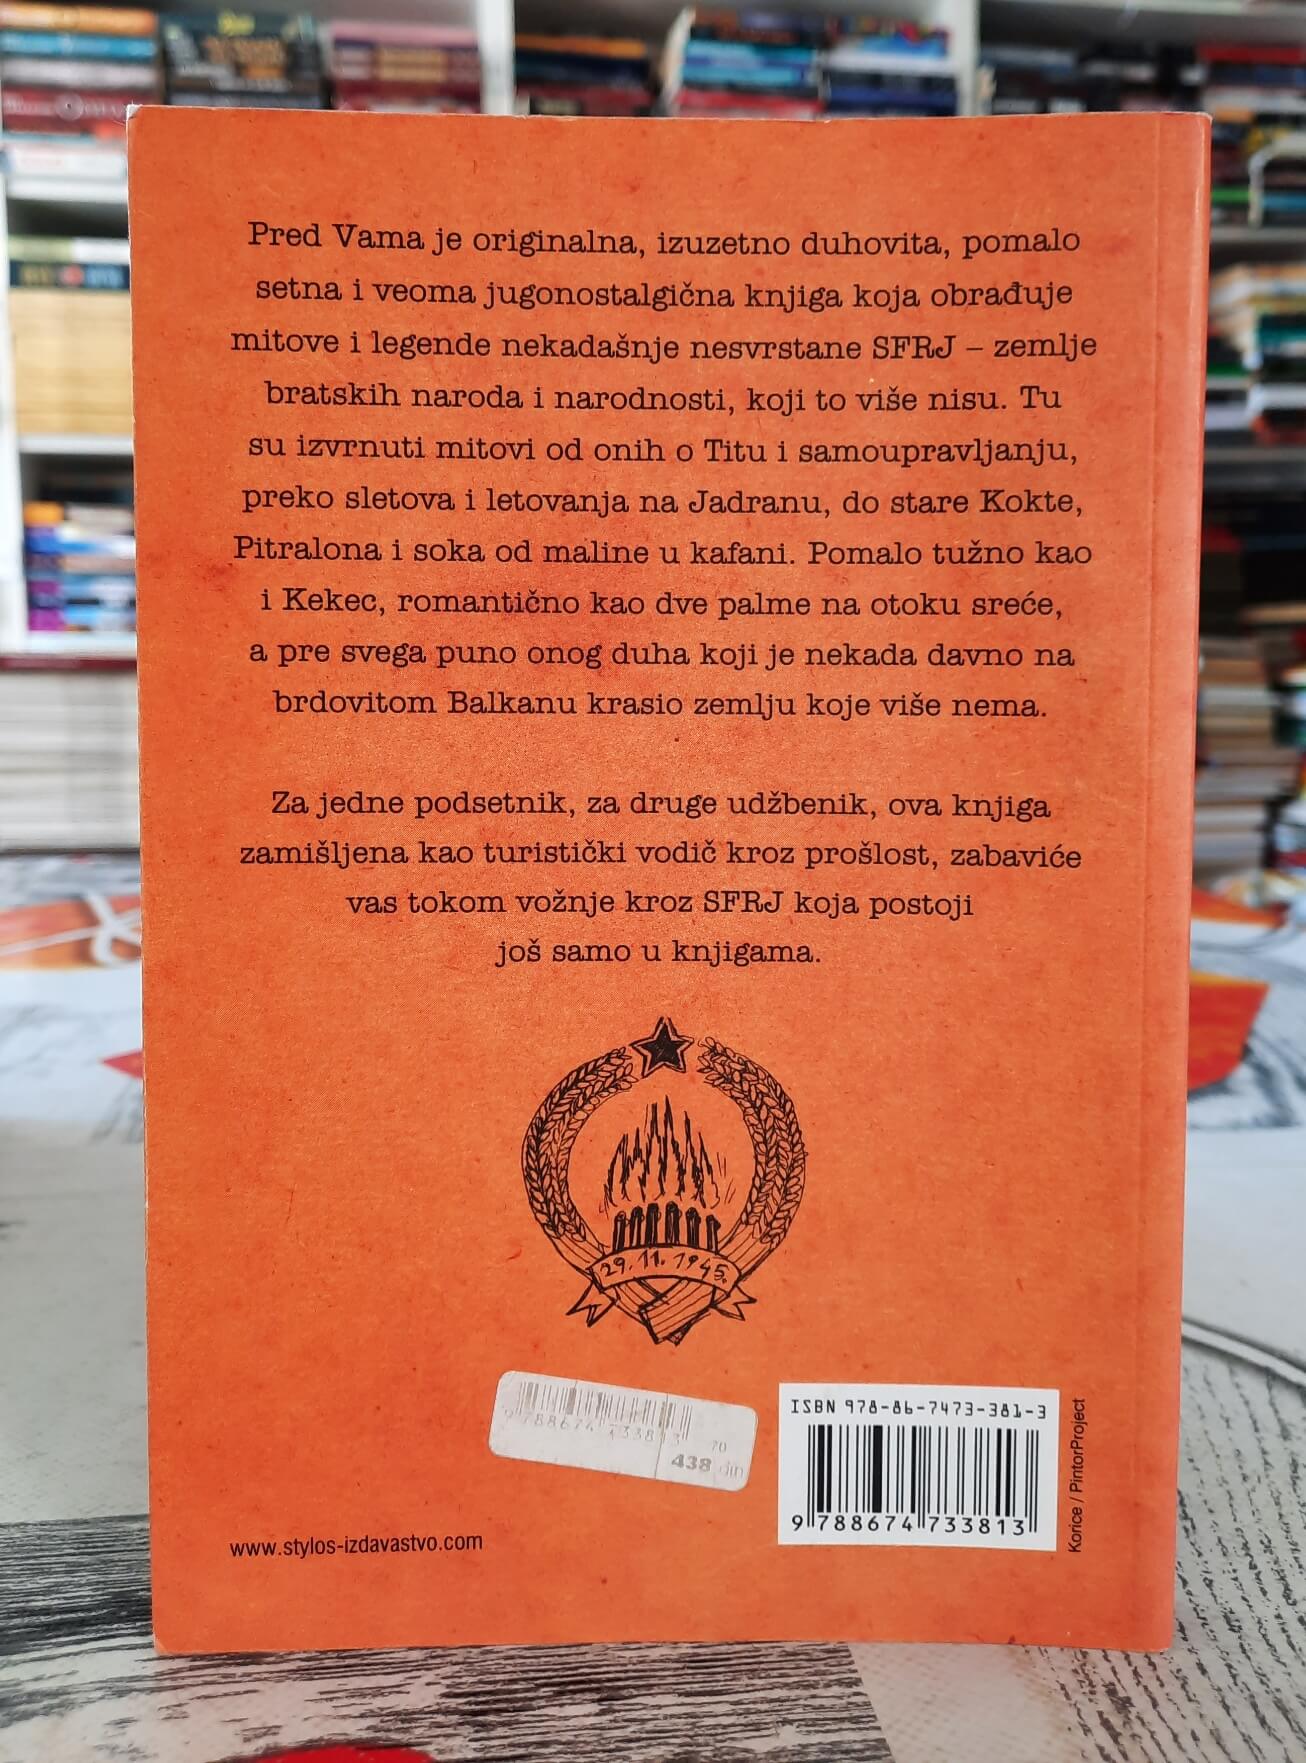 Pred Vama je originalna, izuzetno duhovita, pomalo
setna i veoma jugonostalgična knjiga koja obrađuje
mitove i legende nekadašnje nesvrstane SFRJ – zemlje
bratskih naroda i narodnosti, koji to više nisu. Tu
su izvrnuti mitovi od onih o Titu i samoupravljanju,
preko sletova i letovanja na Jadranu, do stare Kokte,
Pitralona i soka od maline u kafani. Pomalo tužno kao
i Kekec, romantično kao dve palme na otoku sreće,
a pre svega puno onog duha koji je nekada davno na
brdovitom Balkanu krasio zemlju koje više nema.
Za jedne podsetnik, za druge udžbenik, ova knjiga
zamišljena kao turistički vodič kroz prošlost, zabaviće
vas tokom vožnje kroz SFRJ koja postoji
još samo u knjigama.
29.11.1945.
9788674733813
70
438 din
ISBN 978-86-7473-381-3
9 788674 733813
Korice / PintorProject
www.stylos-izdavastvo.com